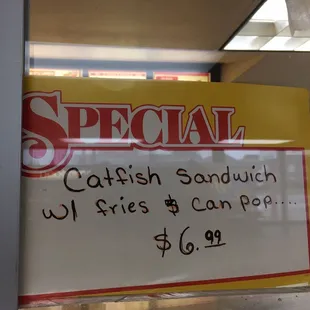 SPECIAL
Catfish Sandwich
w/ fries & Can pop....
$6.99